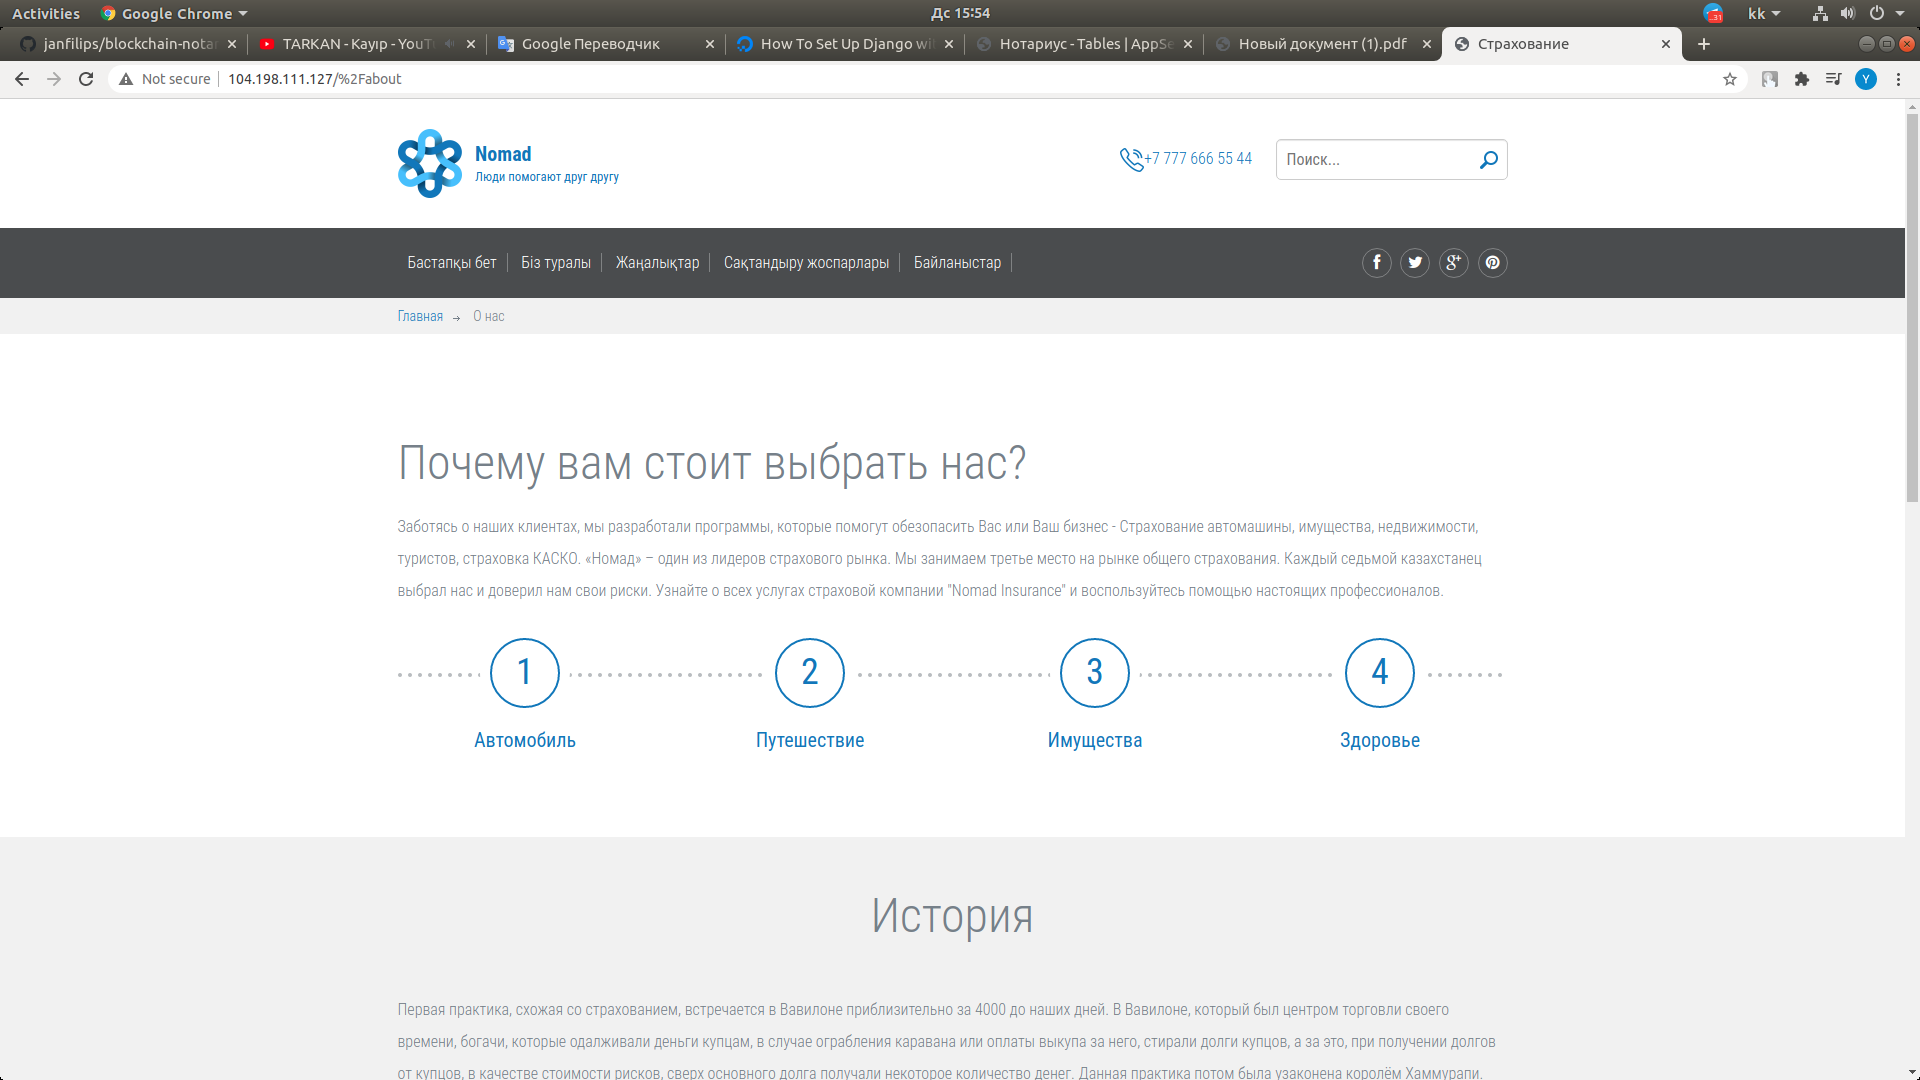 Activities Google Chrome Дс 15:54 31 kk
janfilips/blockchain-nota TARKAN - Kayıp - YouT Google Переводчик How To Set Up Django wi Нотариус - Tables | AppSe Новый документ (1).pdf Страхование
Not secure 104.198.111.127/%2Fabout Y
Nomad
Люди помогают друг другу
+7 777 666 55 44 Поиск...
Бастапқы бет Біз туралы Жаңалықтар Сақтандыру жоспарлары Байланыстар
Главная → О нас
Почему вам стоит выбрать нас?
Заботясь о наших клиентах, мы разработали программы, которые помогут обезопасить Вас или Ваш бизнес - Страхование автомашины, имущества, недвижимости,
туристов, страховка КАСКО. «Номад» – один из лидеров страхового рынка. Мы занимаем третье место на рынке общего страхования. Каждый седьмой казахстанец
выбрал нас и доверил нам свои риски. Узнайте о всех услугах страховой компании "Nomad Insurance" и воспользуйтесь помощью настоящих профессионалов.
1 2 3 4
Автомобиль Путешествие Имущества Здоровье
История
Первая практика, схожая со страхованием, встречается в Вавилоне приблизительно за 4000 до наших дней. В Вавилоне, который был центром торговли своего
времени, богачи, которые одалживали деньги купцам, в случае ограбления каравана или оплаты выкупа за него, стирали долги купцов, а за это, при получении долгов
от купцов, в качестве стоимости рисков, сверх основного долга получали некоторое количество денег. Данная практика потом была узаконена королём Хаммурапи.